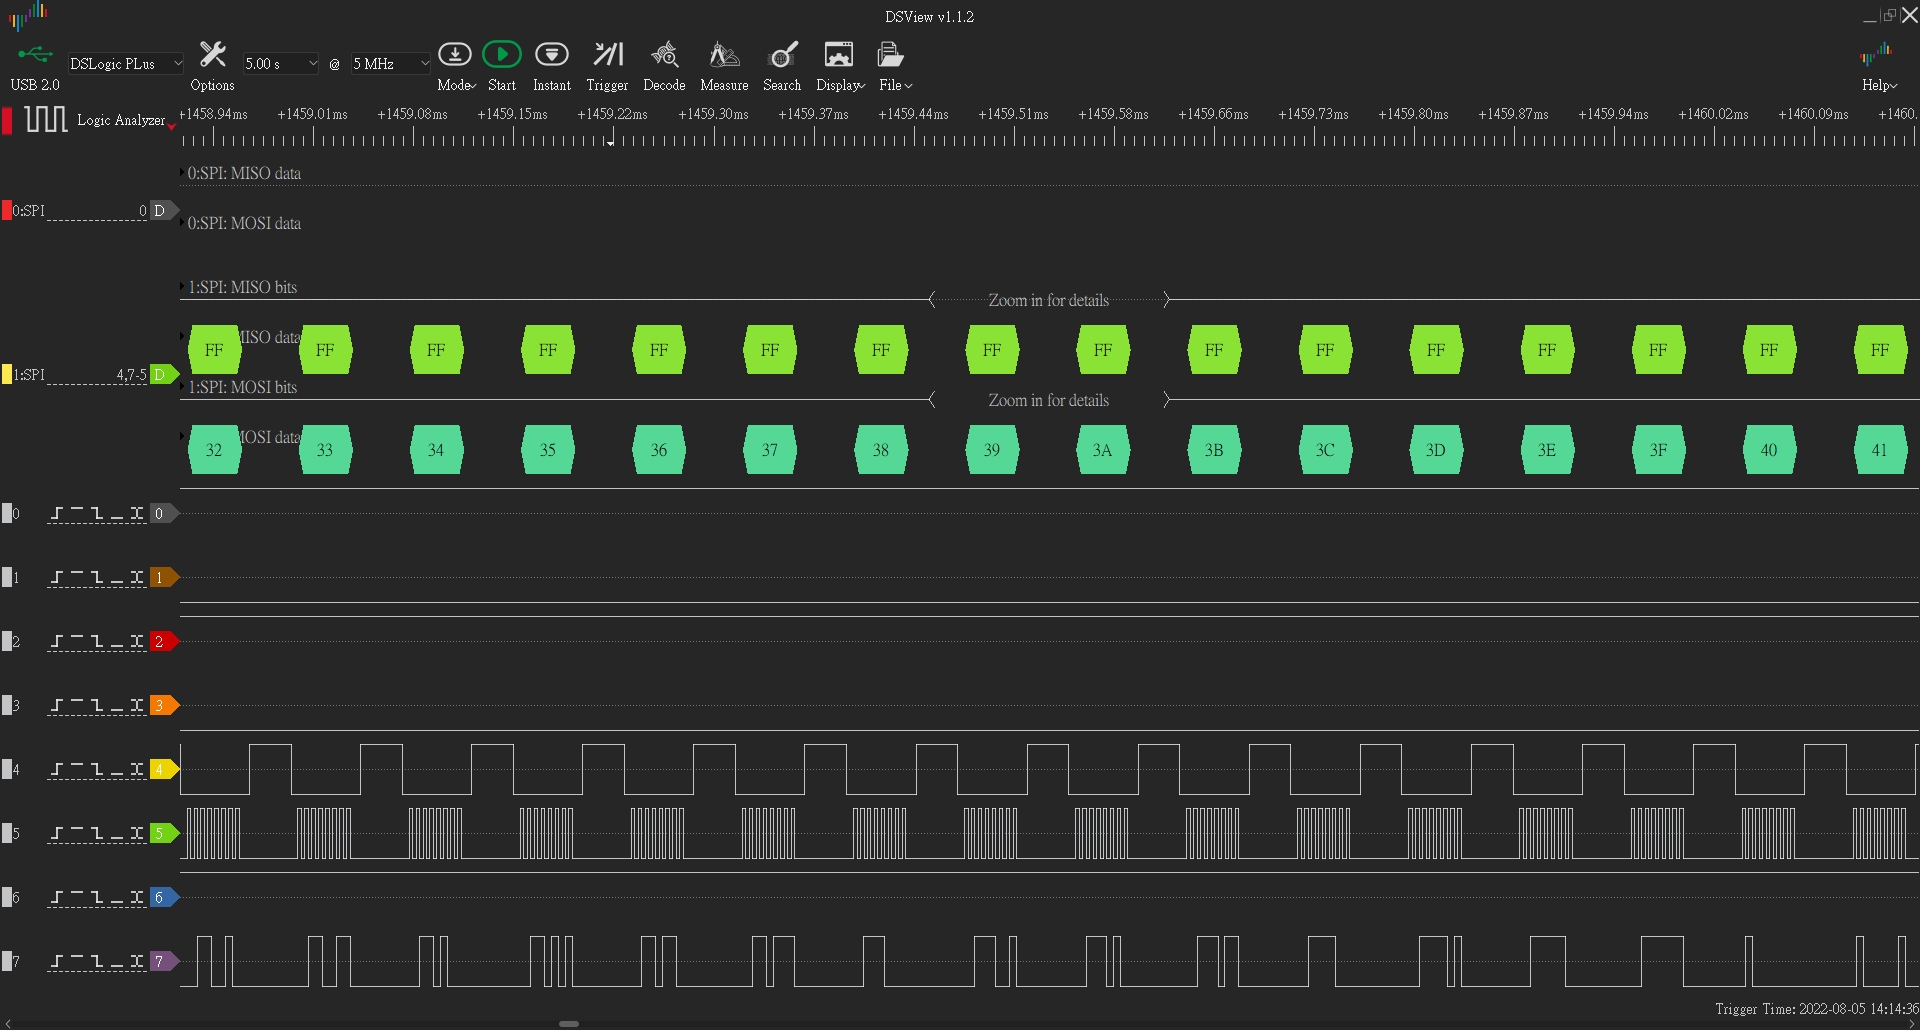 DSView v1.1.2
USB 2.0
DSLogic PLus
Options
5.00 s
@
5 MHz
Mode
Start
Instant
Trigger
Decode
Measure
Search
Display
File
Help
Logic Analyzer
+1458.94ms +1459.01ms +1459.08ms +1459.15ms +1459.22ms +1459.30ms +1459.37ms +1459.44ms +1459.51ms +1459.58ms +1459.66ms +1459.73ms +1459.80ms +1459.87ms +1459.94ms +1460.02ms +1460.09ms +1460.
0:SPI: MISO data
0:SPI 0 D
0:SPI: MOSI data
1:SPI: MISO bits
Zoom in for details
MISO data
FF FF FF FF FF FF FF FF FF FF FF FF FF FF FF FF
1:SPI 4,7-5 D
1:SPI: MOSI bits
Zoom in for details
MOSI data
32 33 34 35 36 37 38 39 3A 3B 3C 3D 3E 3F 40 41
0 0
1 1
2 2
3 3
4 4
5 5
6 6
7 7
Trigger Time: 2022-08-05 14:14:36